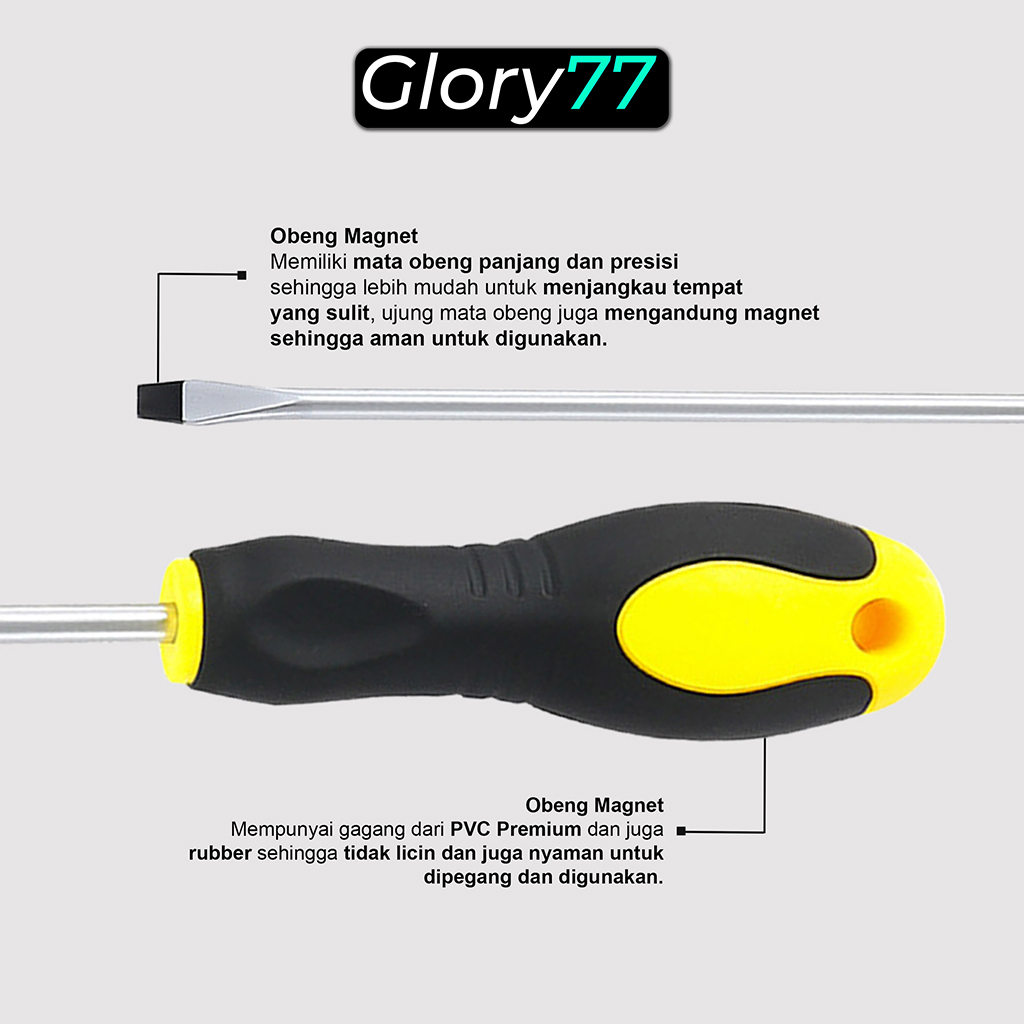 Glory77
Obeng Magnet
Memiliki mata obeng panjang dan presisi
sehingga lebih mudah untuk menjangkau tempat
yang sulit, ujung mata obeng juga mengandung magnet
sehingga aman untuk digunakan.
Obeng Magnet
Mempunyai gagang dari PVC Premium dan juga
rubber sehingga tidak licin dan juga nyaman untuk
dipegang dan digunakan.